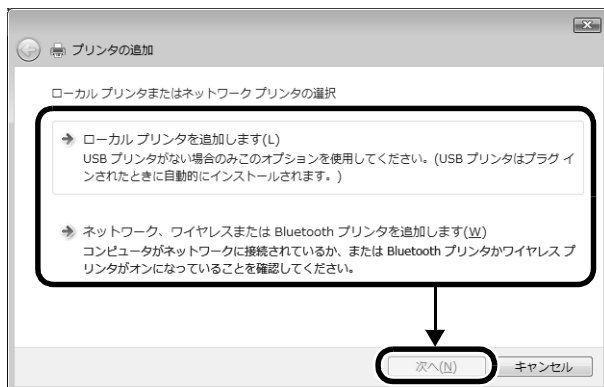 プリンタの追加
ローカル プリンタまたはネットワーク プリンタの選択
ローカル プリンタを追加します(L)
USB プリンタがない場合のみこのオプションを使用してください。(USB プリンタはプラグ イ
ンされたときに自動的にインストールされます。)
ネットワーク、ワイヤレスまたは Bluetooth プリンタを追加します(W)
コンピュータがネットワークに接続されているか、または Bluetooth プリンタかワイヤレス プ
リンタがオンになっていることを確認してください。
次へ(N)
キャンセル